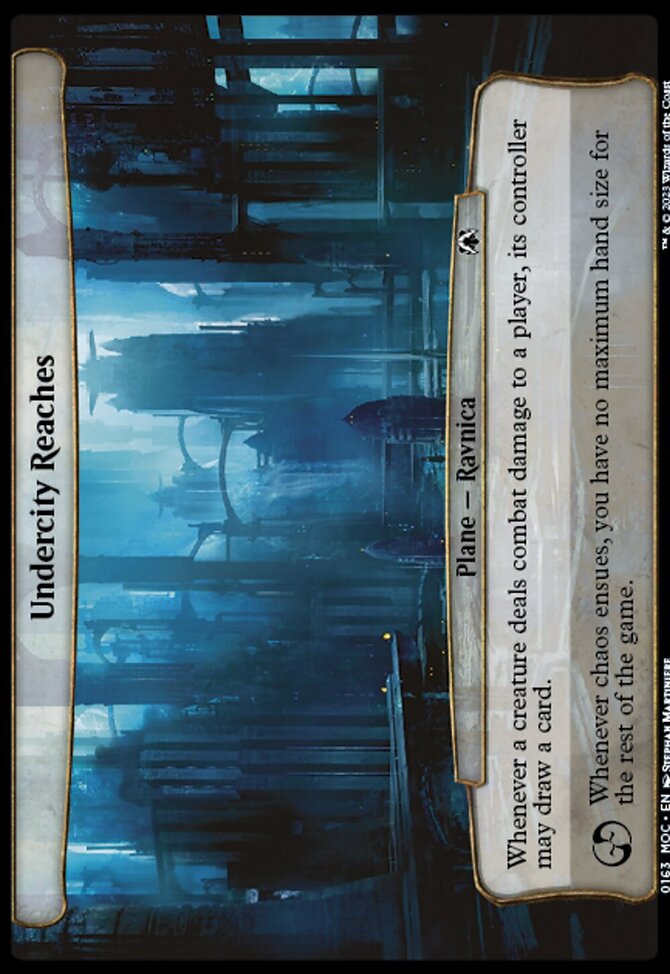 Undercity Reaches
Plane — Ravnica
Whenever a creature deals combat damage to a player, its controller
may draw a card.
Whenever chaos ensues, you have no maximum hand size for
the rest of the game.
0163 MOC • EN STEPHAN MARTINIERE
™ & © 2023 Wizards of the Coast